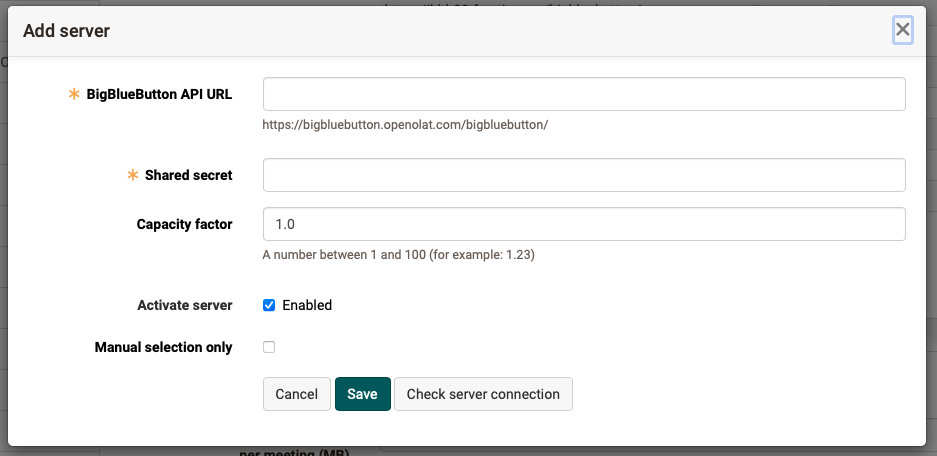 Add server
BigBlueButton API URL
https://bigbluebutton.openolat.com/bigbluebutton/
Shared secret
Capacity factor 1.0
A number between 1 and 100 (for example: 1.23)
Activate server Enabled
Manual selection only
Cancel Save Check server connection
per meeting (MB)